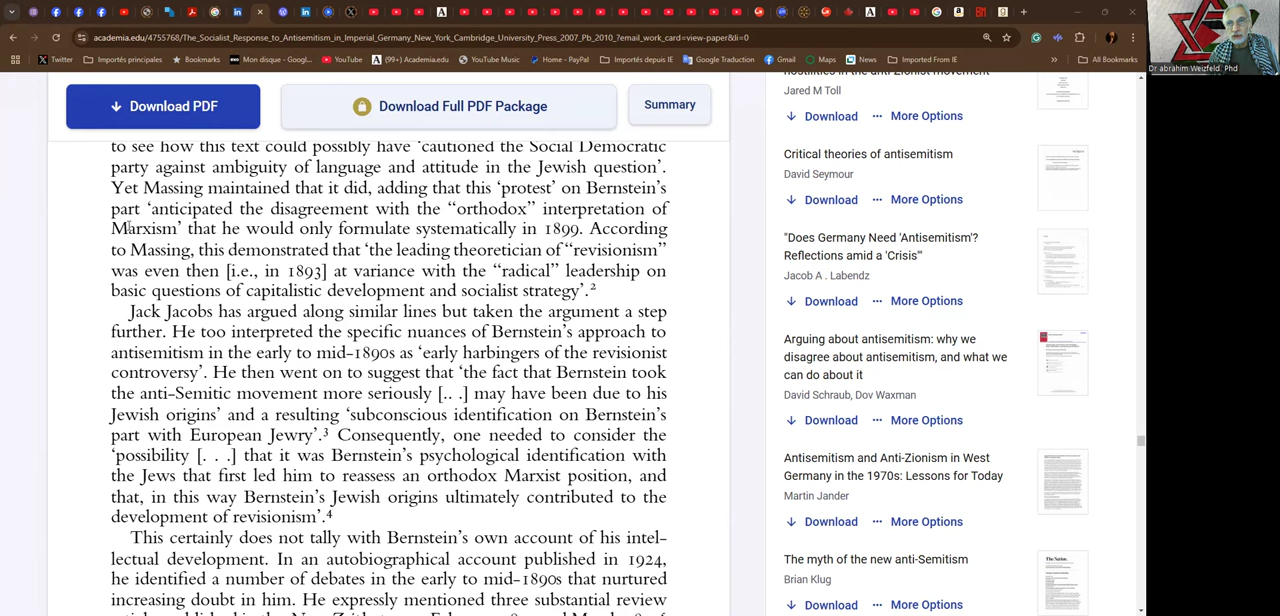 academia.edu/4755768/The_Socialist_Response_to_Antisemitism_in_Imperial_Germany_New_York_Cambridge_University_Press_2007_Pb_2010_?email_work_card=view-paper&li=0
Twitter
Importés principales
Bookmarks
Mon disque - Goog...
YouTube
(99+) Academia.edu
YouTube Music
Home - PayPal
Importés depuis IE
Google Traduction
Facebook
Gmail
Maps
News
Imported From IE
All Bookmarks
Dr abrahim Weizfeld. Phd
Download PDF
Download Full PDF Package
Summary
to see how this text could possibly have ‘cautioned the Social Democratic
party against ambiguity of language and attitude in the Jewish question’.
Yet Massing maintained that it did, adding that this ‘protest’ on Bernstein’s
part ‘anticipated the disagreement with the “orthodox” interpretation of
Marxism’ that he would only formulate systematically in 1899. According
to Massing, this demonstrated that ‘the leading theoretician of “revisionism”
was even then [i.e., in 1893] at variance with the “radical” leadership on
basic questions of capitalistic development and socialist strategy’.2
Jack Jacobs has argued along similar lines but taken the argument a step
further. He too interpreted the specific nuances of Bernstein’s approach to
antisemitism in the early to mid-1890s as ‘early rumblings of the revisionist
controversy’. He then went on to suggest that ‘the fact that Bernstein took
the anti-Semitic movement more seriously [. . .] may have been due to his
Jewish origins’ and a resulting ‘subconscious identification on Bernstein’s
part with European Jewry’.3 Consequently, one needed to consider the
‘possibility [. . .] that it was Bernstein’s psychological identification with
the Jews that first led him to challenge an ideological party position and
that, in this way Bernstein’s Jewish origins ultimately contributed to the
development of revisionism’.4
This certainly does not tally with Bernstein’s own account of his intel-
lectual development. In an autobiographical account published in 1924,
he identified a number of dates in the early to mid-1890s that marked
hostilities in the anti-Zionist movement
Jared M Toll
Download
More Options
Critical theories of antisemitism
David Seymour
Download
More Options
"Does Germany Need 'Antisemitism'?
Reflections amid a 'Crisis'"
Jacob A . Labendz
Download
More Options
Arguing about antisemitism: why we
disagree about antisemitism, and what we
can do about it
David Schraub, Dov Waxman
Download
More Options
Antisemitism and Anti-Zionism in West
Germany in the 1970s: Lessons for Today
Martin Jander
Download
More Options
The myth of the new anti-Semitism
Brian Klug
Download
More Options